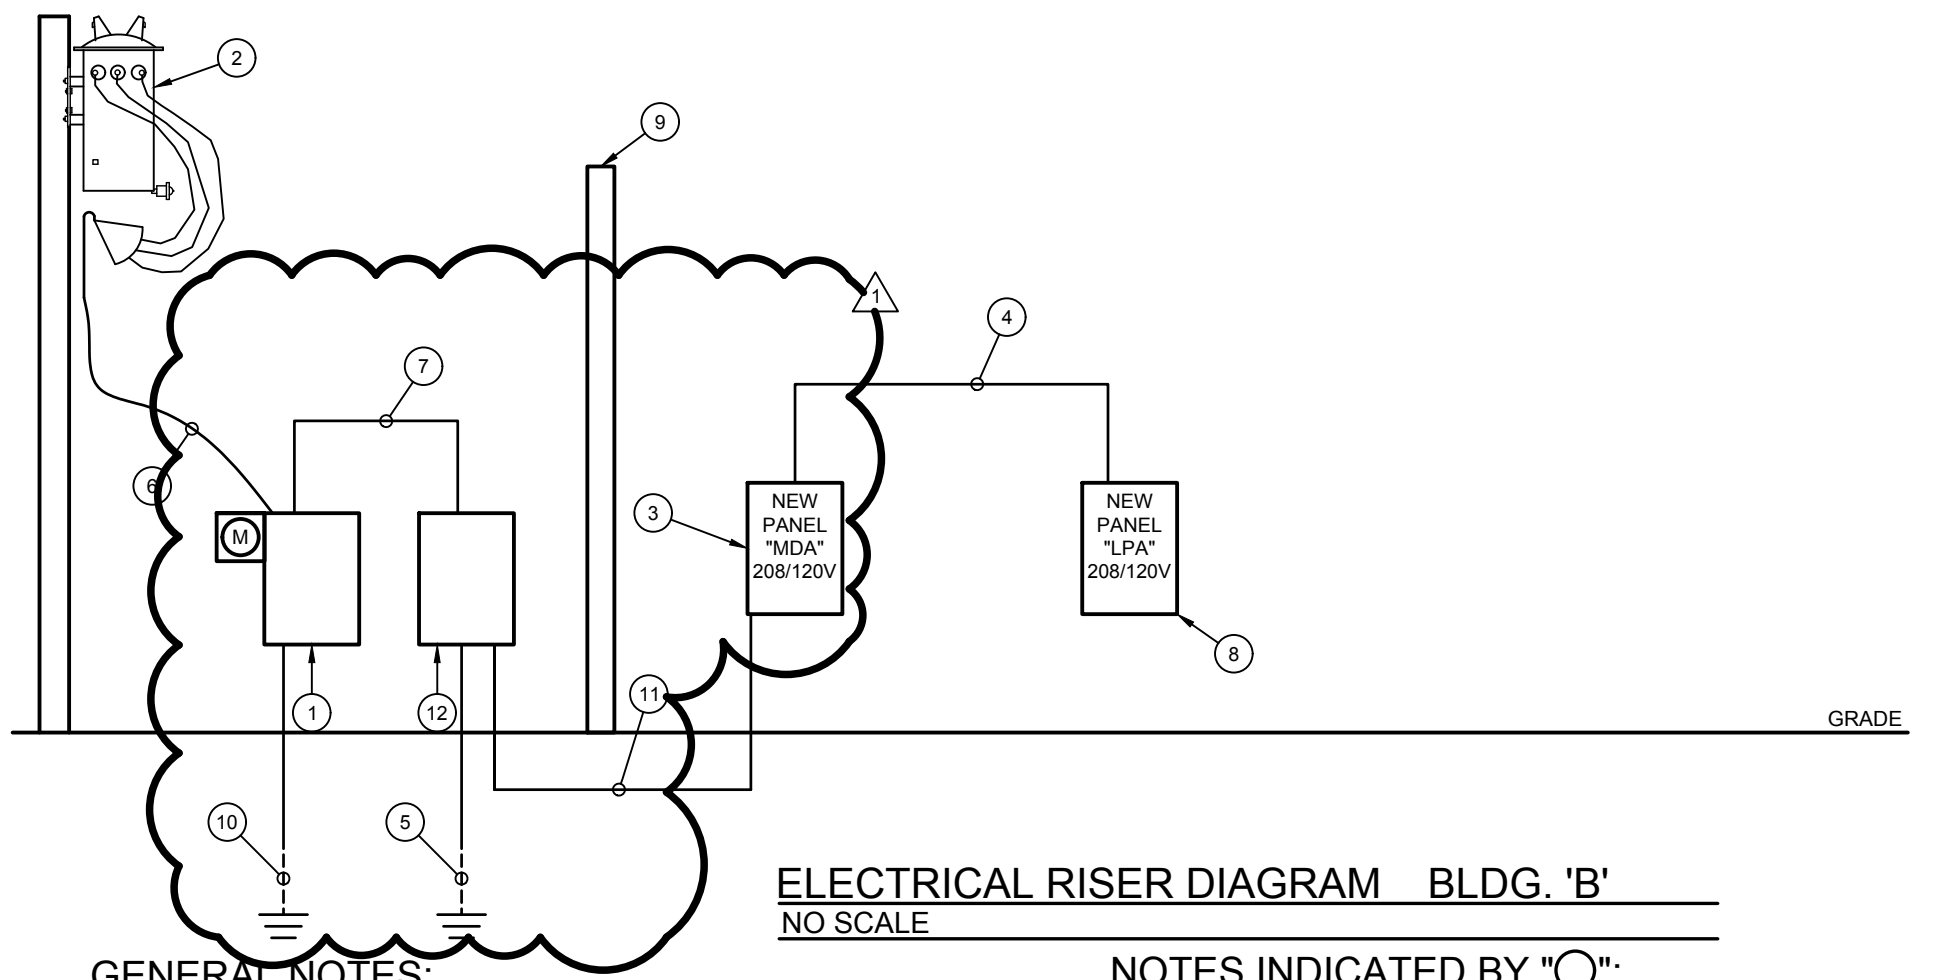 2
9
1
4
7
6
M
3
NEW
PANEL
"MDA"
208/120V
NEW
PANEL
"LPA"
208/120V
8
11
1
12
GRADE
10
5
ELECTRICAL RISER DIAGRAM BLDG. 'B'
NO SCALE
GENERAL NOTES:
NOTES INDICATED BY "○":